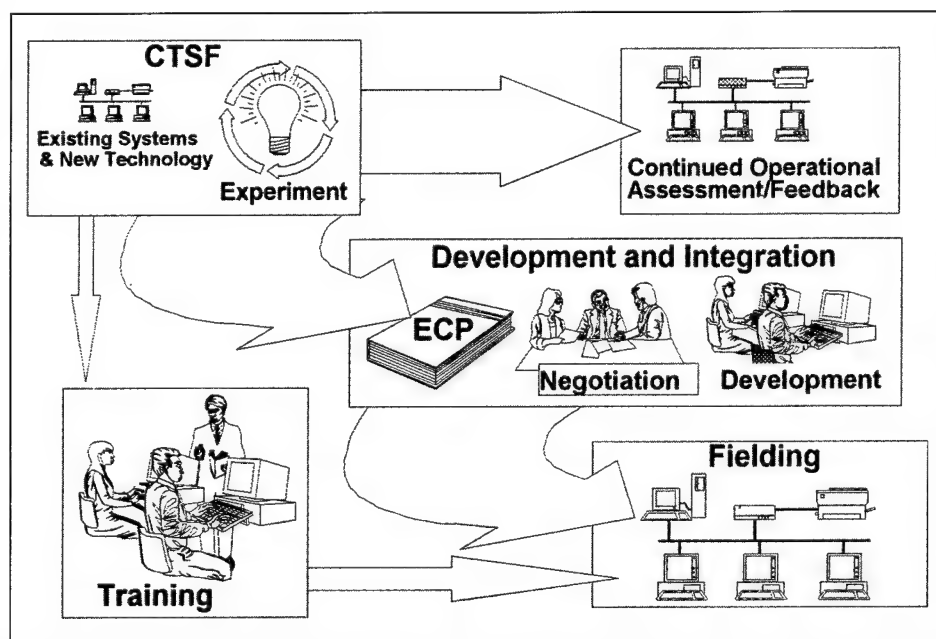 CTSF
Existing Systems
& New Technology
Experiment
Continued Operational
Assessment/Feedback
Development and Integration
ECP
Negotiation
Development
Training
Fielding